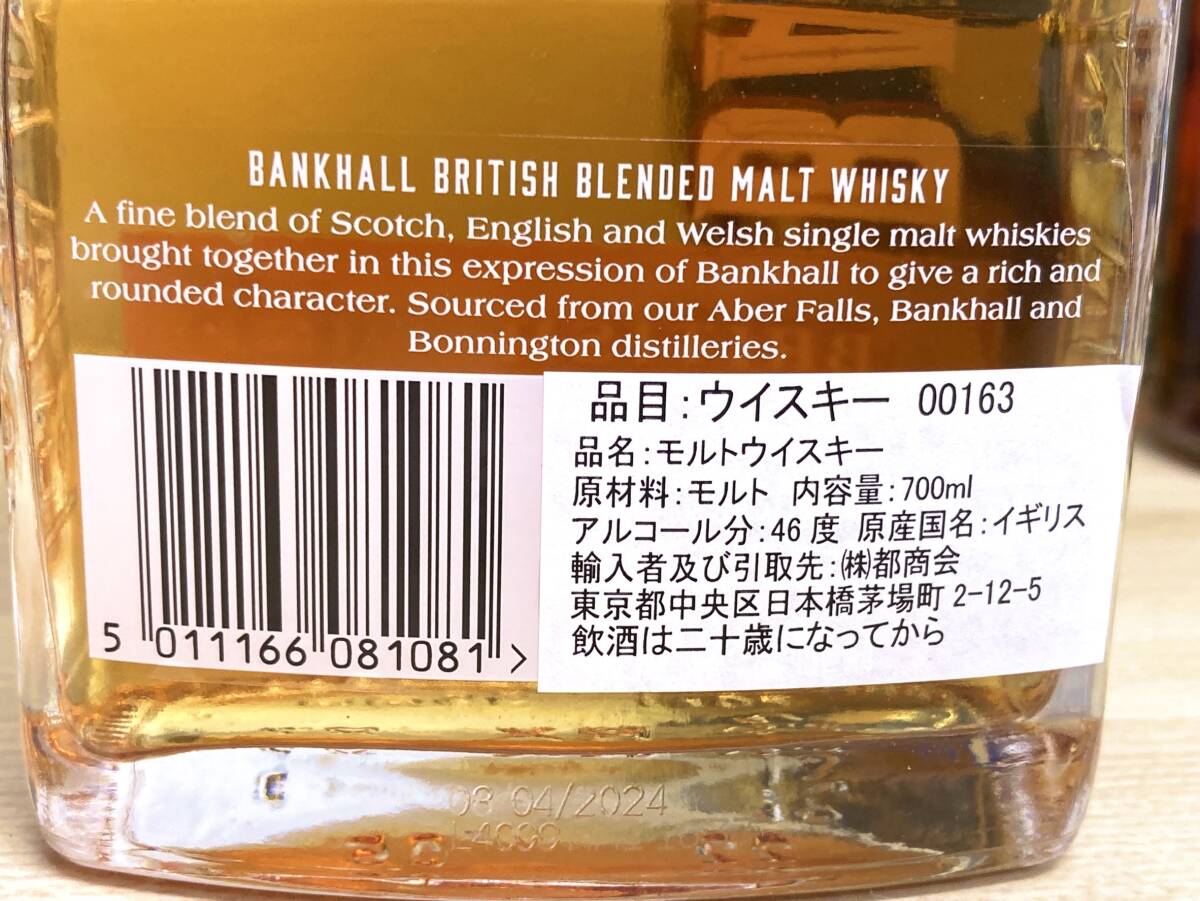 BA
BANKHALL BRITISH BLENDED MALT WHISKY
A fine blend of Scotch, English and Welsh single malt whiskies
brought together in this expression of Bankhall to give a rich and
rounded character. Sourced from our Aber Falls, Bankhall and
Bonnington distilleries.
5 011166 081081 >
品目:ウイスキー 00163
品名:モルトウイスキー
原材料:モルト 内容量:700ml
アルコール分:46度 原産国名:イギリス
輸入者及び引取先:㈱都商会
東京都中央区日本橋茅場町2-12-5
飲酒は二十歳になってから
08 04/2024